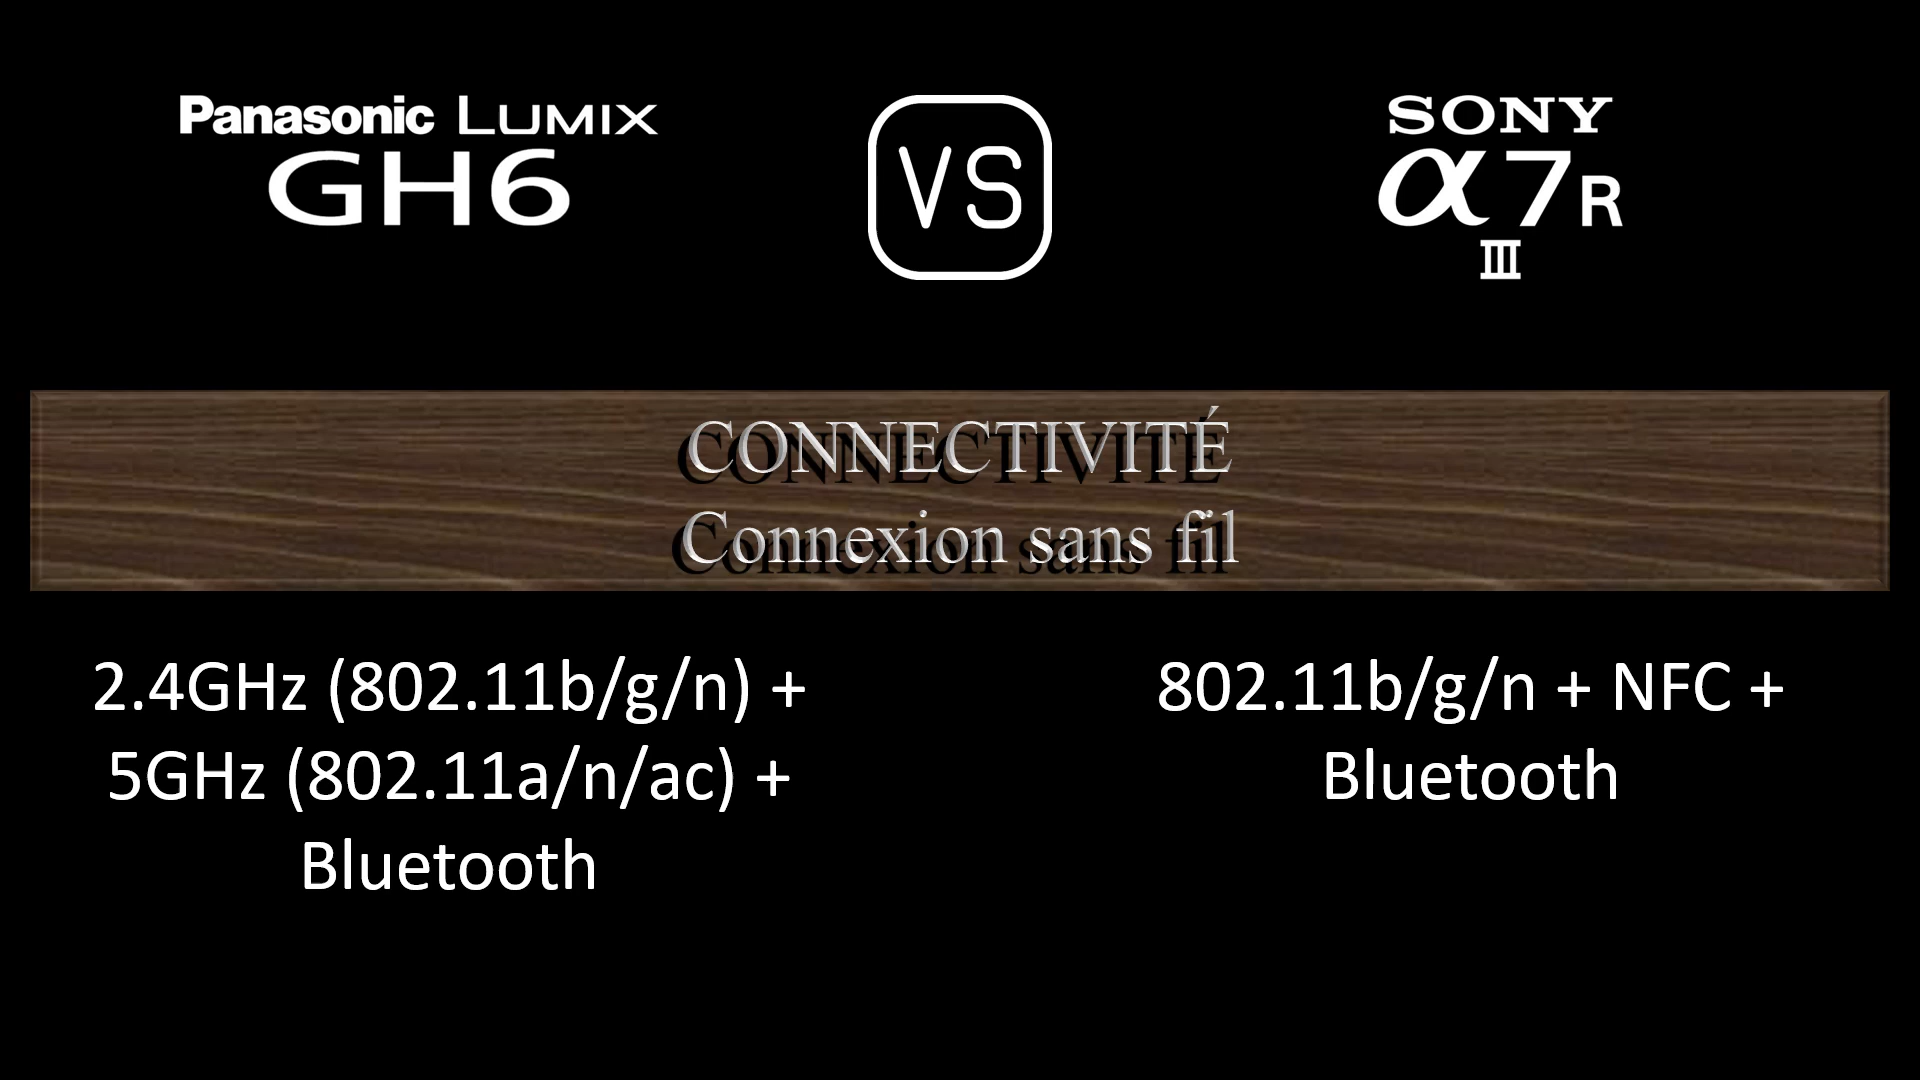 Panasonic LUMIX
GH6
VS
SONY
α7R
III
CONNECTIVITÉ
Connexion sans fil
2.4GHz (802.11b/g/n) +
5GHz (802.11a/n/ac) +
Bluetooth
802.11b/g/n + NFC +
Bluetooth